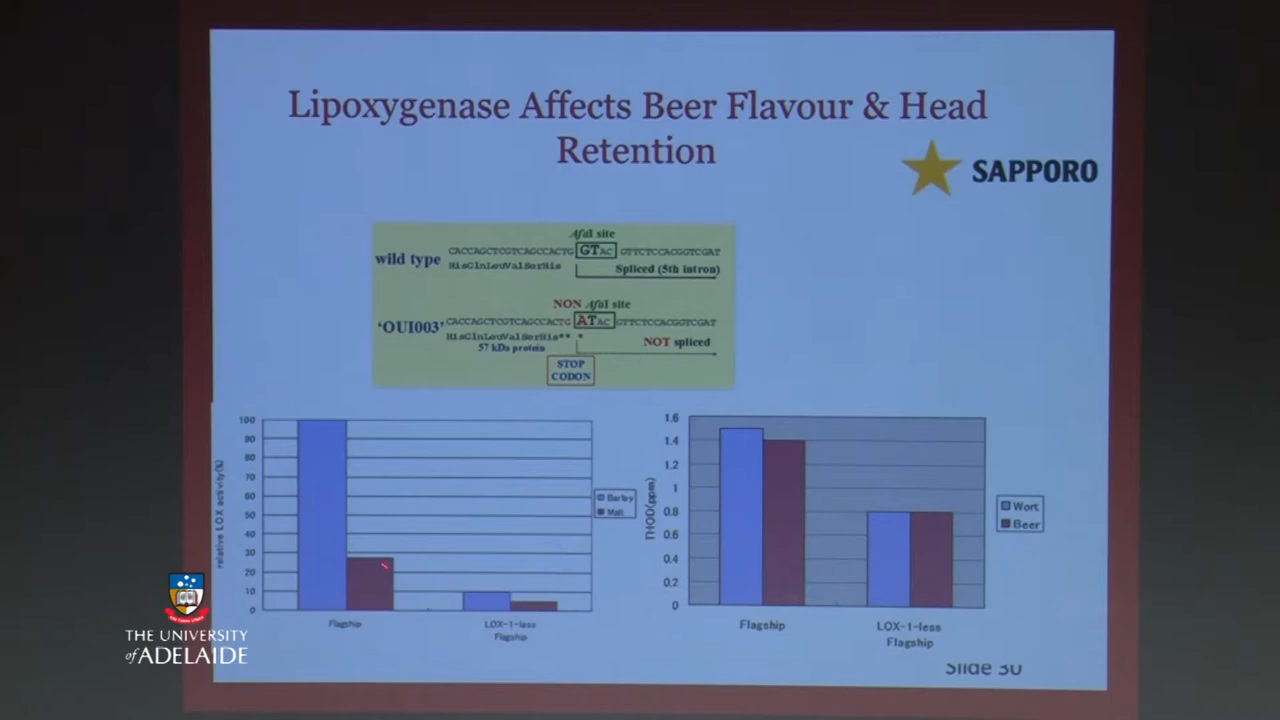 Lipoxygenase Affects Beer Flavour & Head
Retention
SAPPORO
AfaI site
wild type
CACCAGCTCGTCAGCCACTG GTAC GTTCTCCACGGTCGAT
HisGlnLeuValSerHis
Spliced (5th intron)
NON AfaI site
'OUI003'
CACCAGCTCGTCAGCCACTG ATAC GTTCTCCACGGTCGAT
HisGlnLeuValSerHis** *
NOT spliced
57 kDa protein
STOP
CODON
relative LOX activity(%)
100
90
80
70
60
50
40
30
20
10
0
Flagship
LOX-1-less
Flagship
Barley
Malt
THOD(ppm)
1.6
1.4
1.2
1
0.8
0.6
0.4
0.2
0
Flagship
LOX-1-less
Flagship
Wort
Beer
THE UNIVERSITY
of ADELAIDE
Slide 30